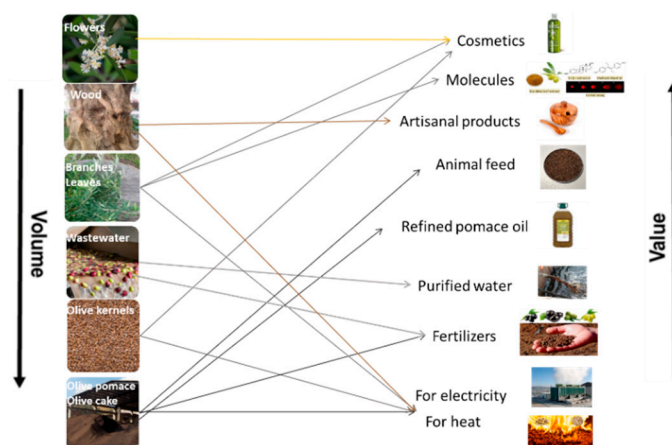 Flowers
Wood
Branches
Leaves
Wastewater
Olive kernels
Olive pomace
Olive cake
Volume
Cosmetics
Molecules
Artisanal products
Animal feed
Refined pomace oil
Purified water
Fertilizers
For electricity
For heat
Value